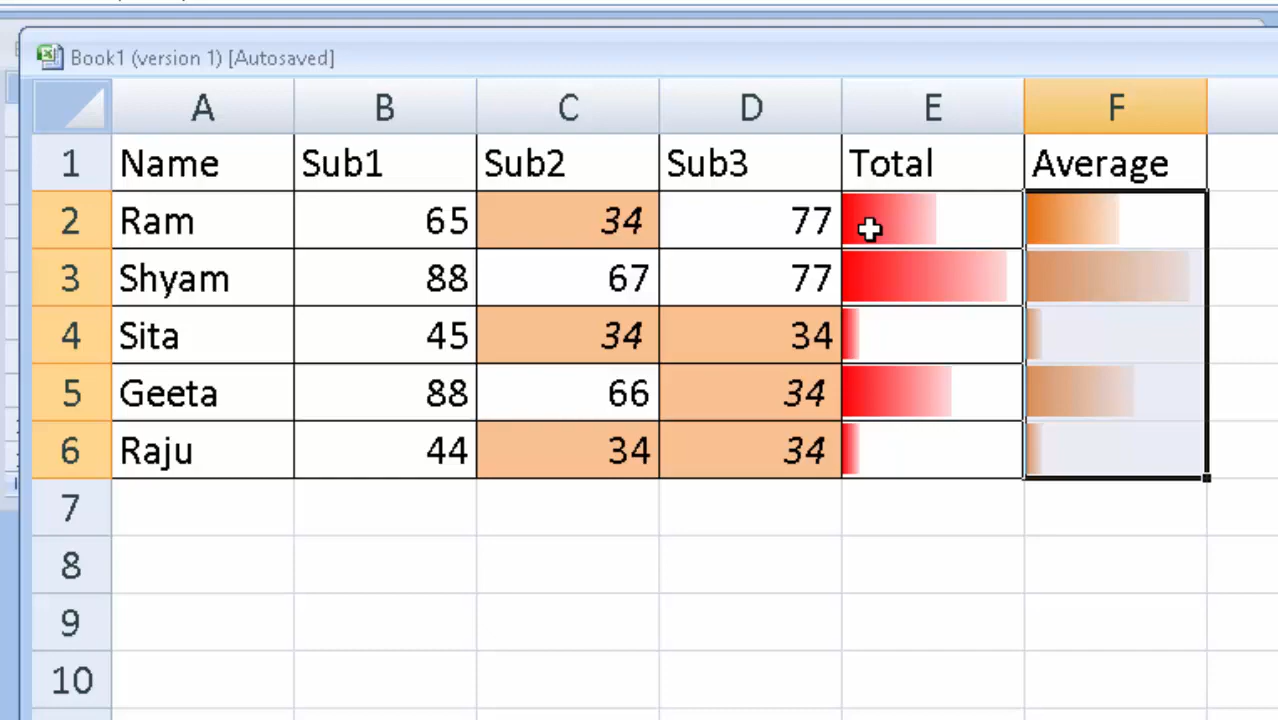 Book1 (version 1) [Autosaved]
A B C D E F
1 Name Sub1 Sub2 Sub3 Total Average
2 Ram 65 34 77
3 Shyam 88 67 77
4 Sita 45 34 34
5 Geeta 88 66 34
6 Raju 44 34 34
7
8
9
10